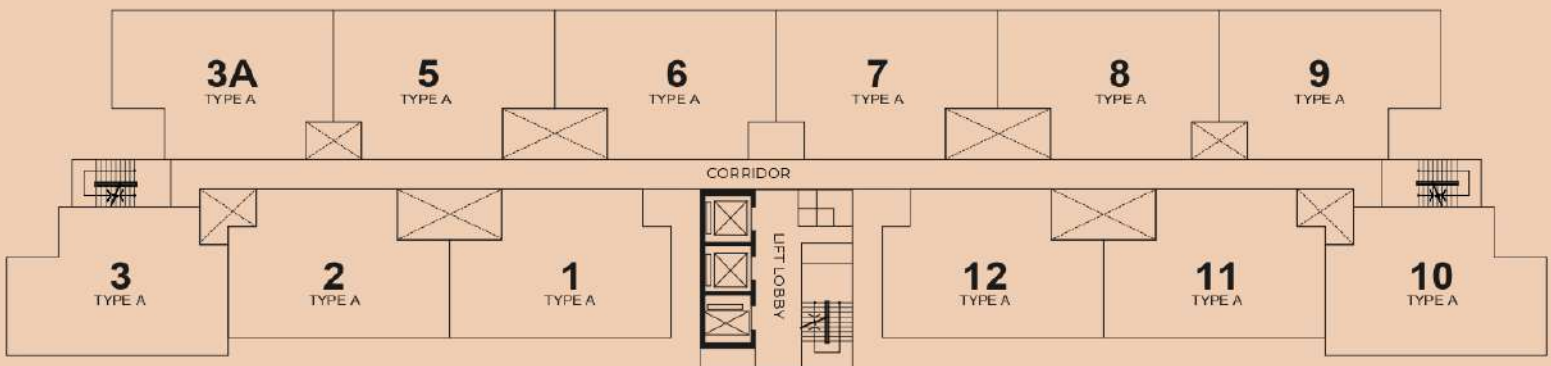 3A
TYPE A
5
TYPE A
6
TYPE A
7
TYPE A
8
TYPE A
9
TYPE A
CORRIDOR
3
TYPE A
2
TYPE A
1
TYPE A
LIFT LOBBY
12
TYPE A
11
TYPE A
10
TYPE A